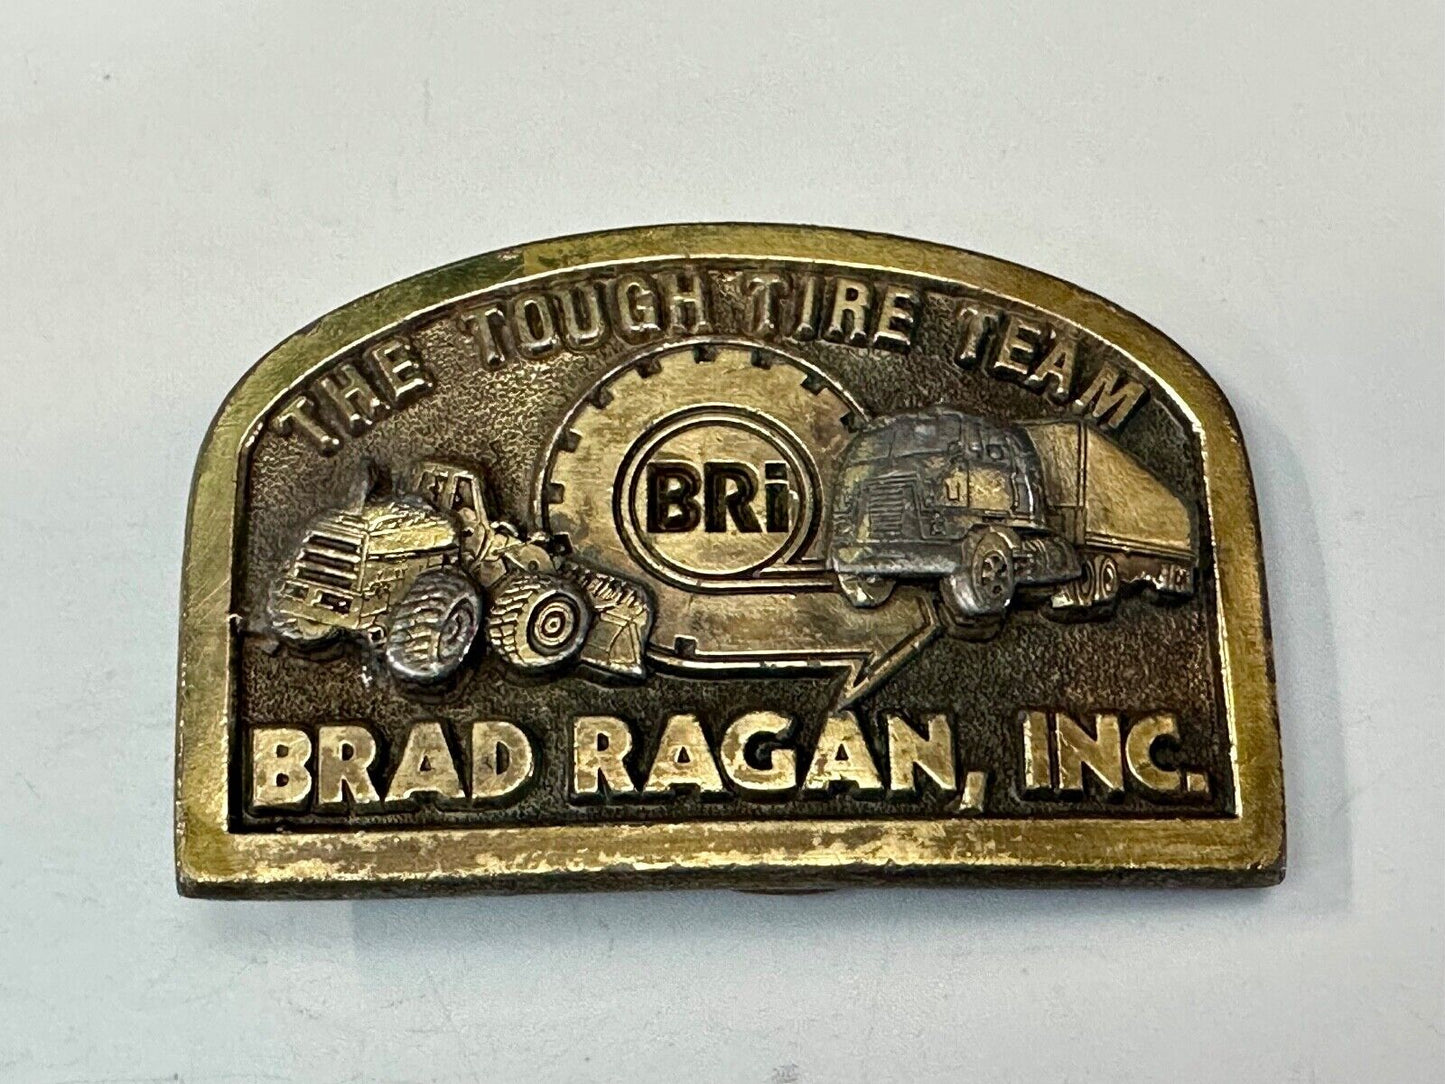 THE TOUGH TIRE TEAM
BRi
BRAD RAGAN, INC.